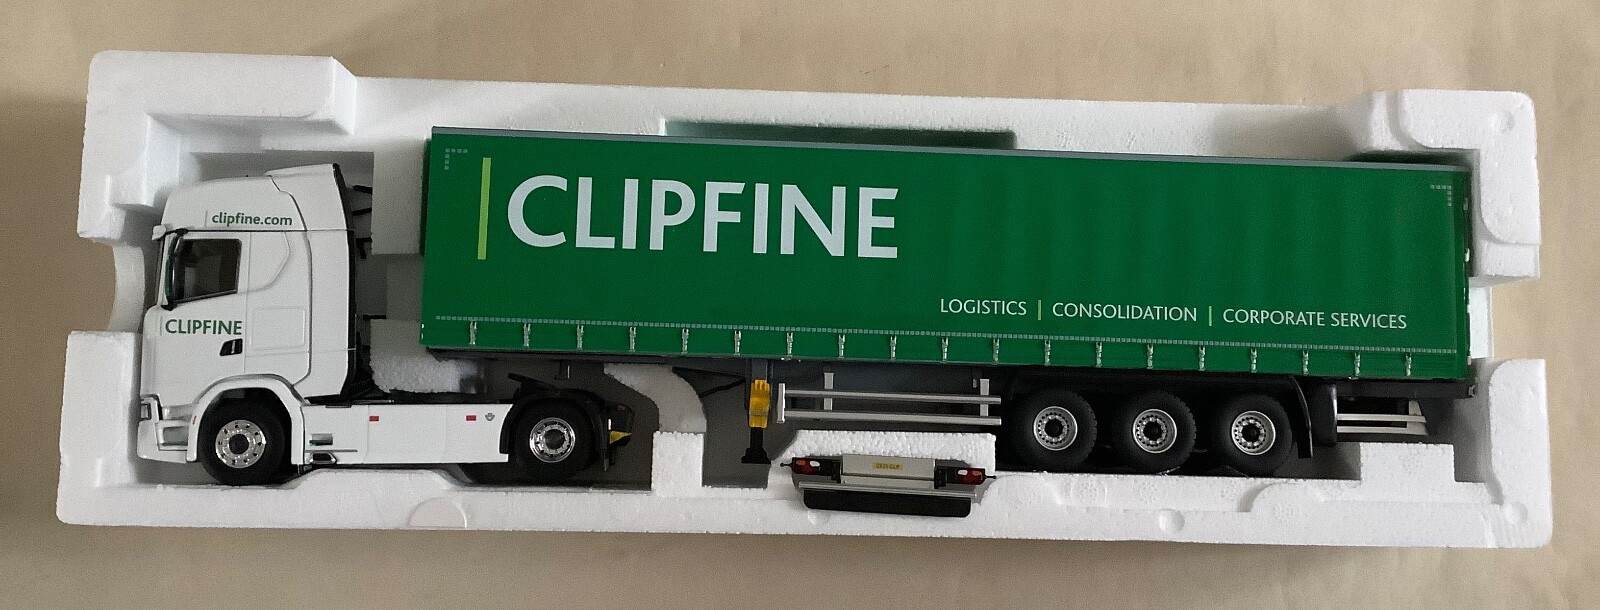 CLIPFINE
LOGISTICS | CONSOLIDATION | CORPORATE SERVICES
clipfine.com
CLIPFINE